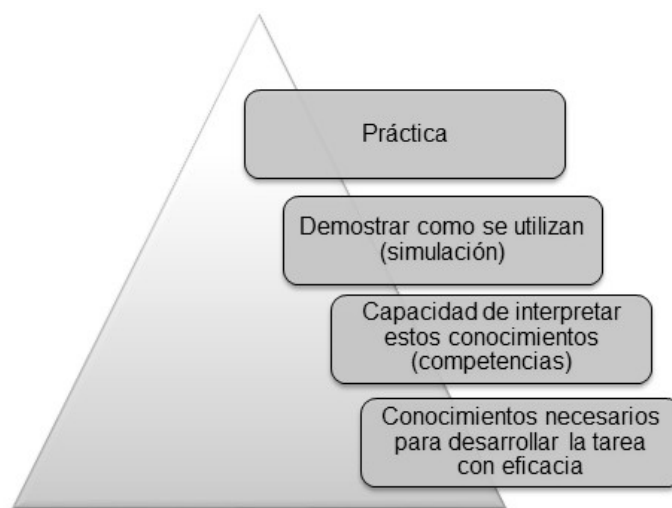 Práctica
Demostrar como se utilizan
(simulación)
Capacidad de interpretar
estos conocimientos
(competencias)
Conocimientos necesarios
para desarrollar la tarea
con eficacia